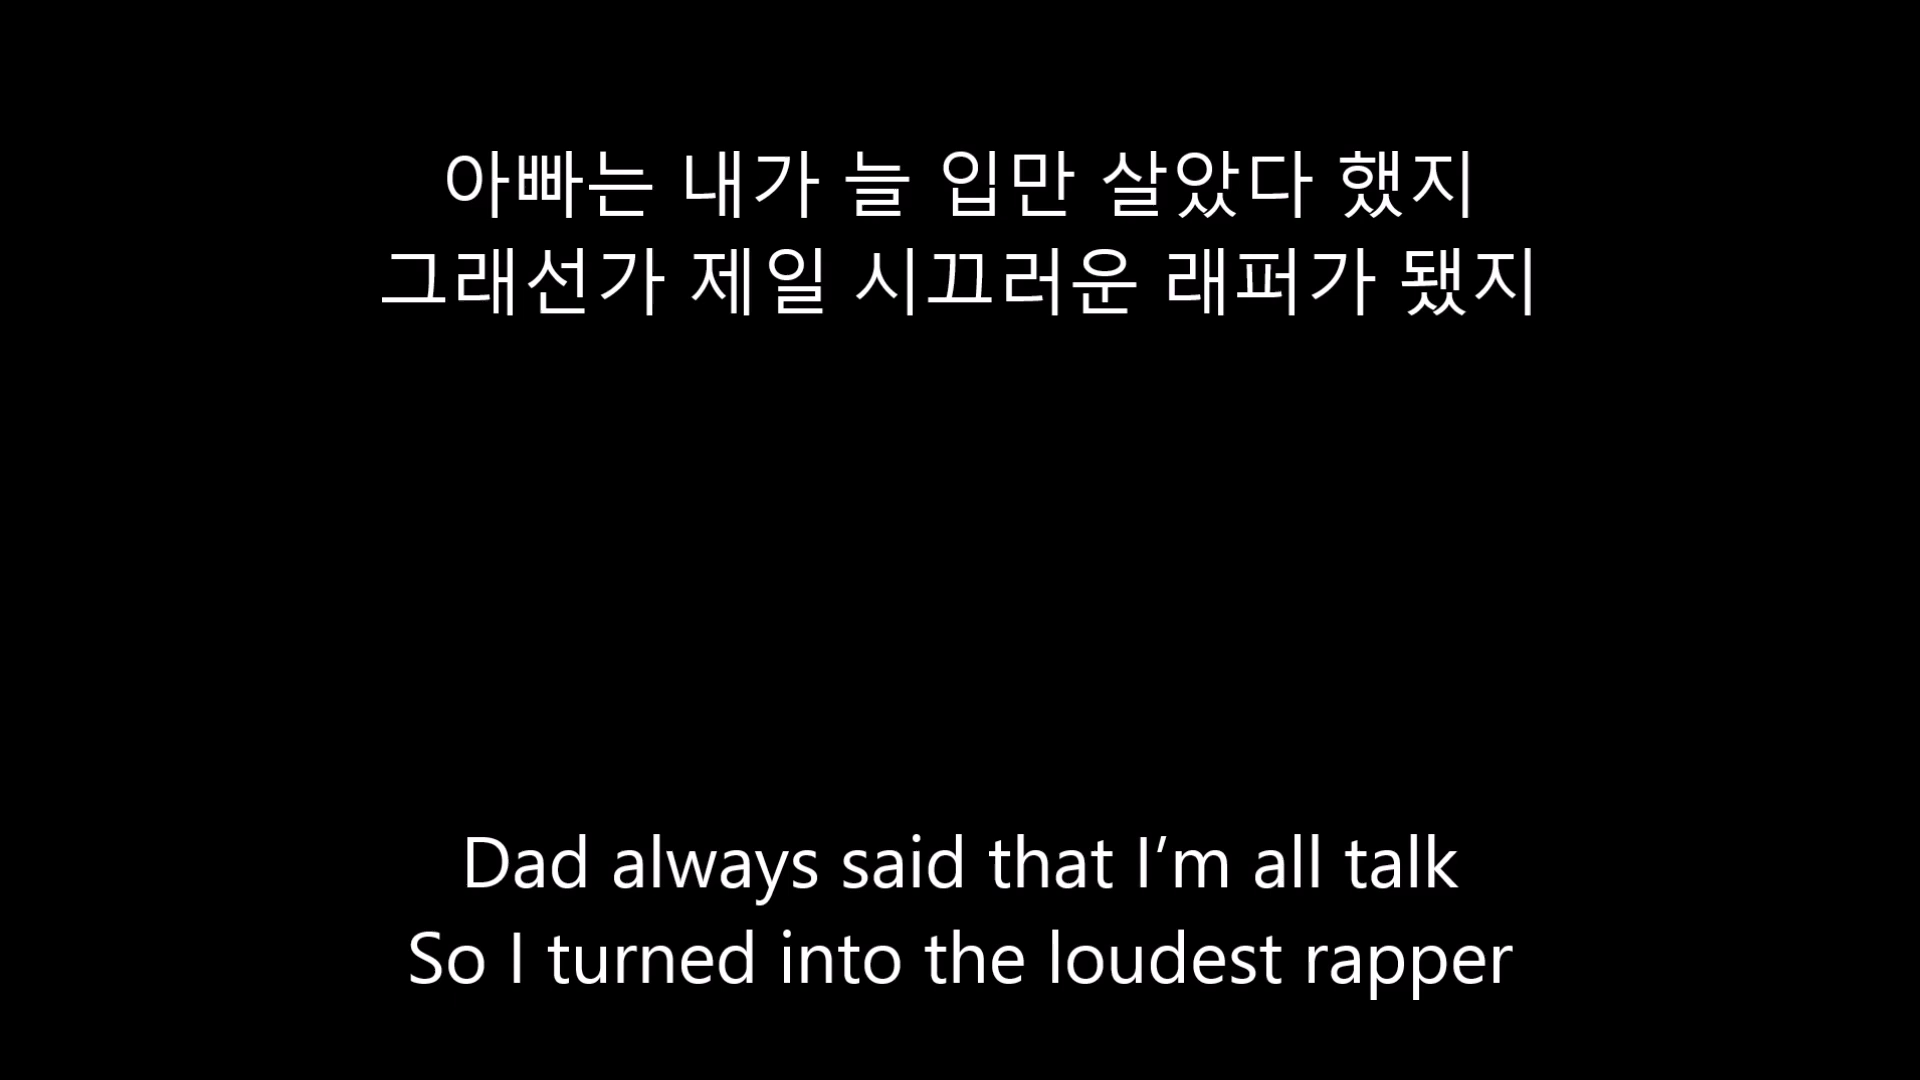 아빠는 내가 늘 입만 살았다 했지
그래선가 제일 시끄러운 래퍼가 됐지
Dad always said that I’m all talk
So I turned into the loudest rapper